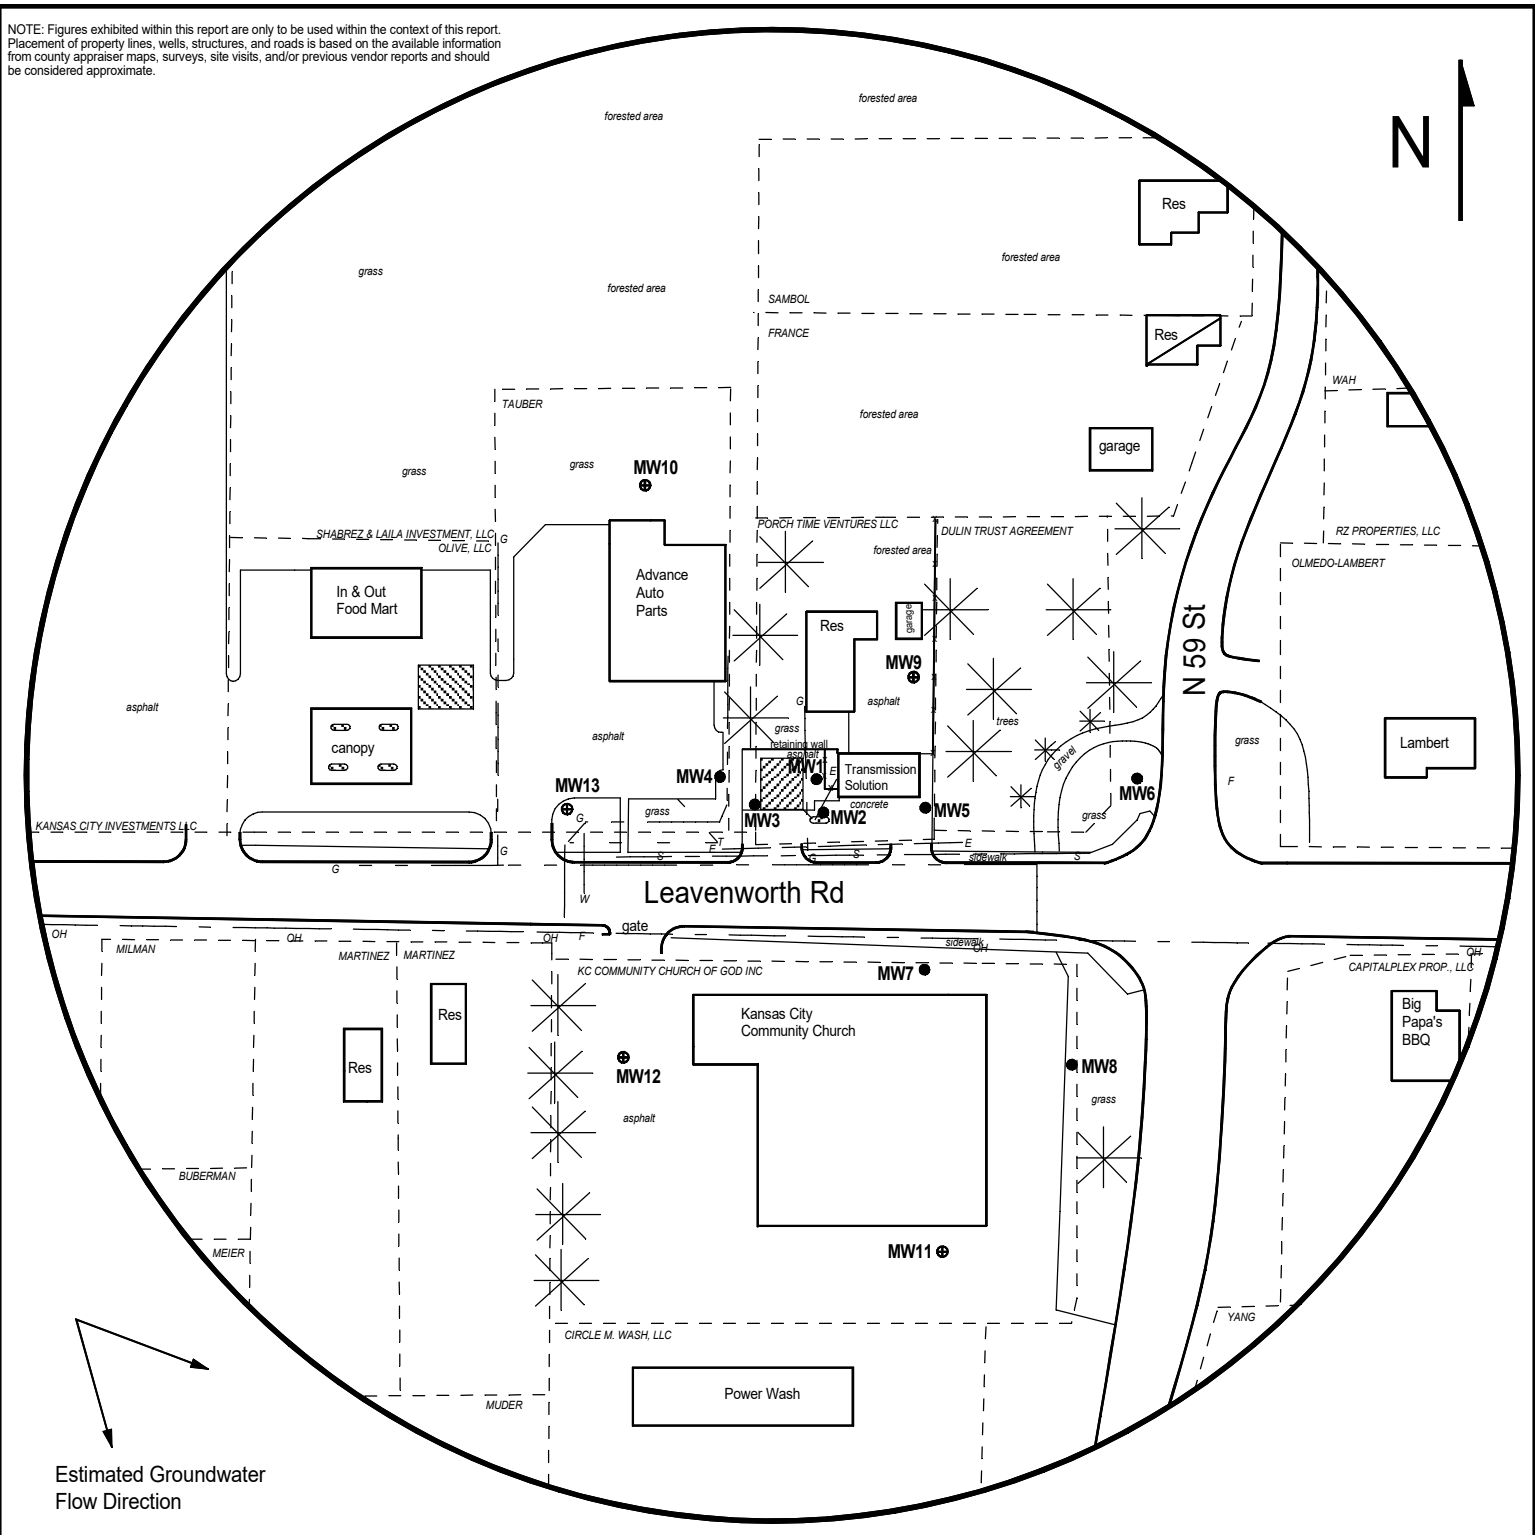 NOTE: Figures exhibited within this report are only to be used within the context of this report.
Placement of property lines, wells, structures, and roads is based on the available information
from county appraiser maps, surveys, site visits, and/or previous vendor reports and should
be considered approximate.
N
forested area
forested area
Res
forested area
grass
forested area
SAMBOL
FRANCE
Res
WAH
TAUBER
forested area
garage
grass
grass
MW10
SHABREZ & LAILA INVESTMENT, LLC
G
OLIVE, LLC
PORCH TIME VENTURES LLC
DULIN TRUST AGREEMENT
RZ PROPERTIES, LLC
forested area
OLMEDO-LAMBERT
In & Out
Food Mart
Advance
Auto
Parts
Res
garage
N 59 St
MW9
asphalt
G
asphalt
asphalt
grass
trees
canopy
retaining wall
asphalt
gravel
grass
Lambert
MW4
MW1
E
Transmission
Solution
F
MW13
MW6
grass
concrete
G
MW3
MW2
MW5
grass
KANSAS CITY INVESTMENTS LLC
T
F
E
G
S
G
S
sidewalk
S
G
W
Leavenworth Rd
gate
OH
OH
OH
F
sidewalk
OH
OH
MILMAN
MARTINEZ
MARTINEZ
KC COMMUNITY CHURCH OF GOD INC
MW7
CAPITALPLEX PROP., LLC
Res
Kansas City
Community Church
Big
Papa's
BBQ
Res
MW12
MW8
asphalt
grass
BUBERMAN
MEIER
MW11
CIRCLE M. WASH, LLC
YANG
Power Wash
MUDER
Estimated Groundwater
Flow Direction